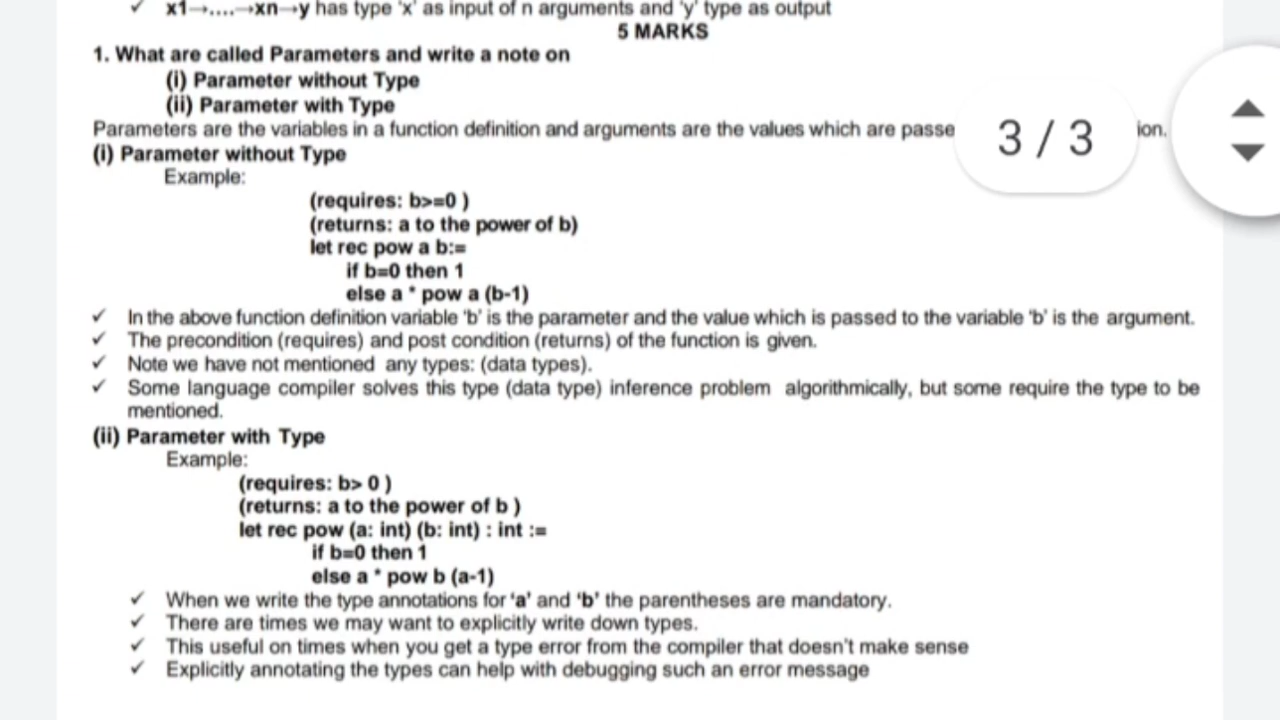 ✓ x1→....→xn→y has type 'x' as input of n arguments and 'y' type as output
5 MARKS
1. What are called Parameters and write a note on
(i) Parameter without Type
(ii) Parameter with Type
Parameters are the variables in a function definition and arguments are the values which are passe ion.
3 / 3
(i) Parameter without Type
Example:
(requires: b>=0 )
(returns: a to the power of b)
let rec pow a b:=
if b=0 then 1
else a * pow a (b-1)
✓ In the above function definition variable 'b' is the parameter and the value which is passed to the variable 'b' is the argument.
✓ The precondition (requires) and post condition (returns) of the function is given.
✓ Note we have not mentioned any types: (data types).
✓ Some language compiler solves this type (data type) inference problem algorithmically, but some require the type to be
mentioned.
(ii) Parameter with Type
Example:
(requires: b> 0 )
(returns: a to the power of b )
let rec pow (a: int) (b: int) : int :=
if b=0 then 1
else a * pow b (a-1)
✓ When we write the type annotations for 'a' and 'b' the parentheses are mandatory.
✓ There are times we may want to explicitly write down types.
✓ This useful on times when you get a type error from the compiler that doesn't make sense
✓ Explicitly annotating the types can help with debugging such an error message